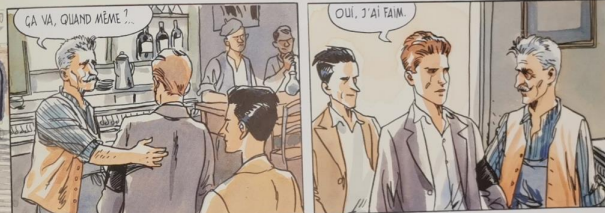 ÇA VA, QUAND MÊME ?..
OUI, J'AI FAIM.